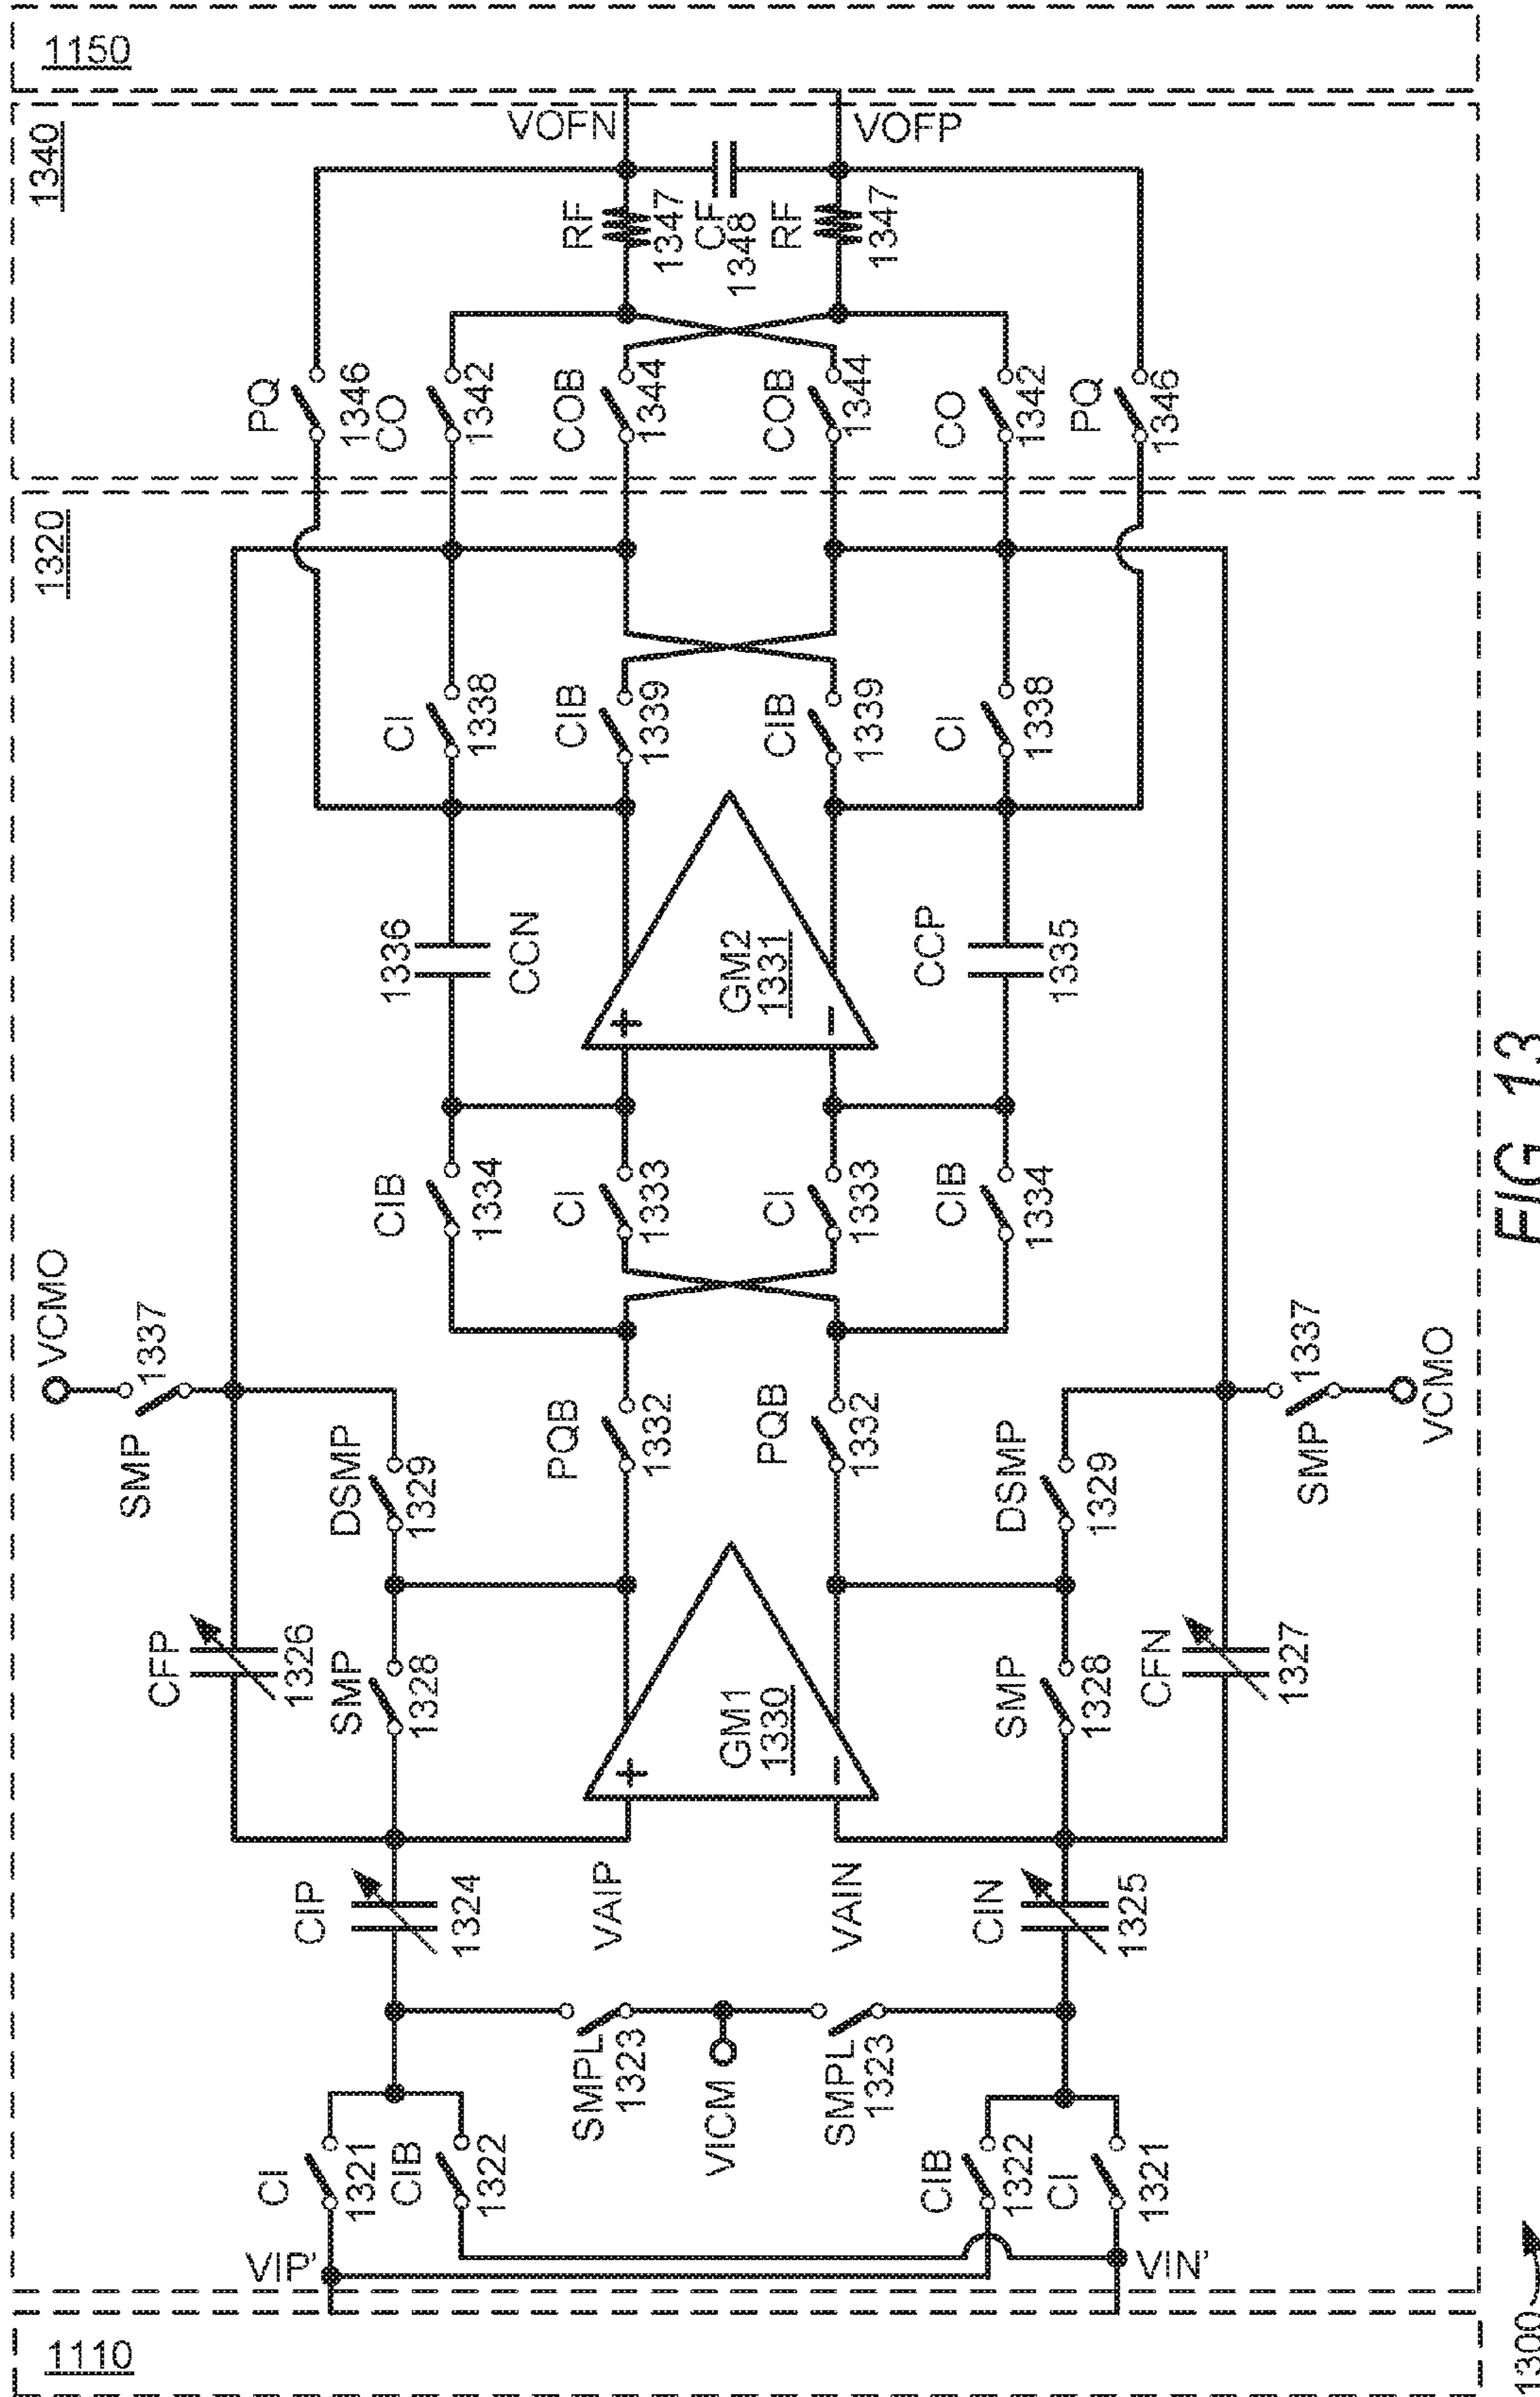 1150
1340
VOFN
VOFP
RF
1347
CF
1348
RF
1347
PQ
1346
CO
1342
COB
1344
COB
1344
CO
1342
PQ
1346
1320
CI
1338
CIB
1339
CIB
1339
CI
1338
1336
CCN
GM2
1331
+
−
CCP
1335
CIB
1334
CI
1333
CI
1333
CIB
1334
VCMO
SMP
1337
DSMP
1329
PQB
1332
PQB
1332
DSMP
1329
SMP
1337
VCMO
CFP
1326
SMP
1328
GM1
1330
+
−
SMP
1328
CFN
1327
CIP
1324
VAIP
VAIN
CIN
1325
SMPL
1323
VICM
SMPL
1323
CI
1321
CIB
1322
CIB
1322
CI
1321
VIP'
VIN'
1110
FIG. 13
1300